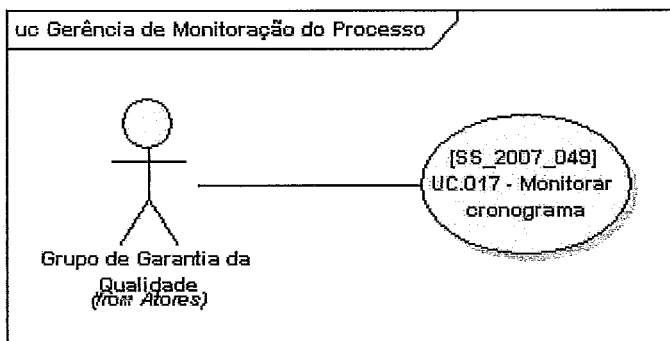 uc Gerência de Monitoração do Processo
[SS_2007_049]
UC.017 - Monitorar
cronograma
Grupo de Garantia da
Qualidade
(from Atores)